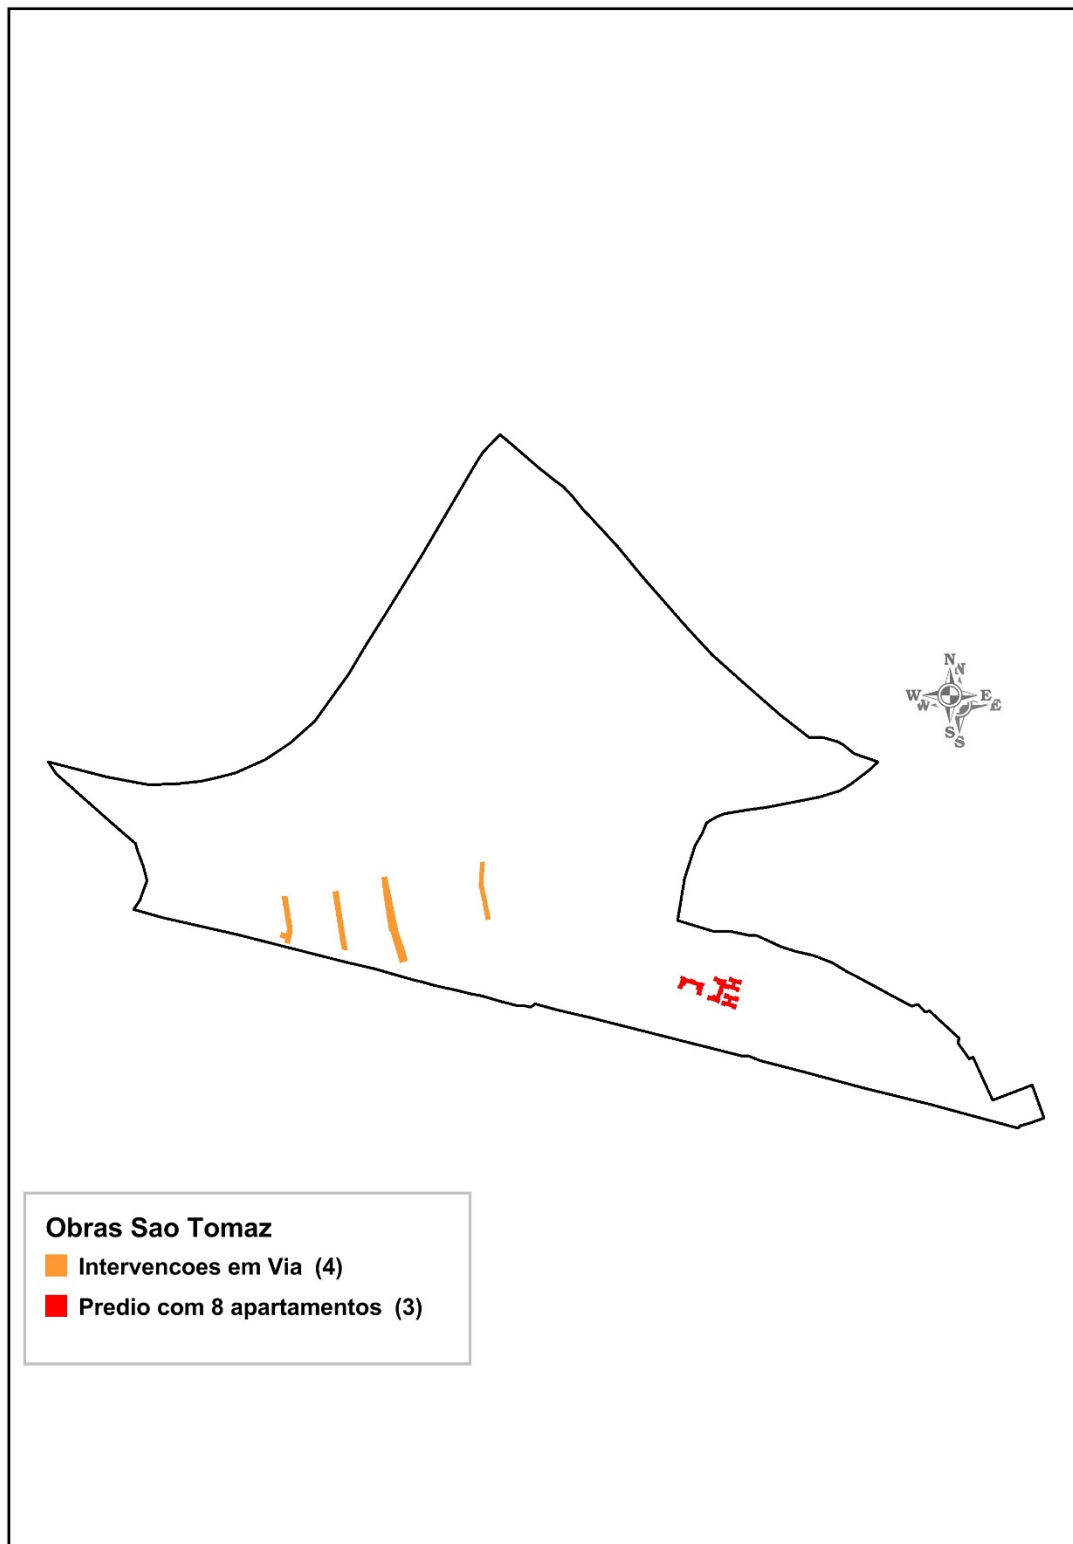 N
N
W
E
W
E
S
S
Obras Sao Tomaz
Intervencoes em Via (4)
Predio com 8 apartamentos (3)